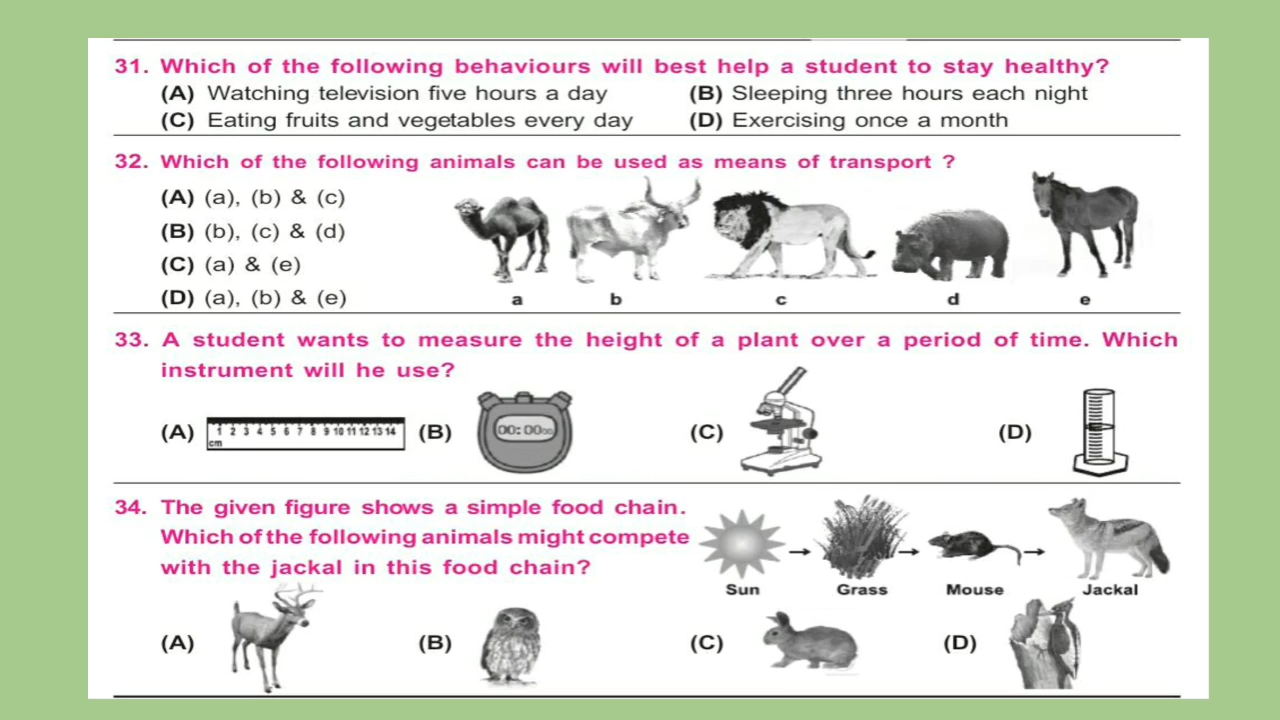 31. Which of the following behaviours will best help a student to stay healthy?
(A) Watching television five hours a day (B) Sleeping three hours each night
(C) Eating fruits and vegetables every day (D) Exercising once a month
32. Which of the following animals can be used as means of transport ?
(A) (a), (b) & (c)
(B) (b), (c) & (d)
(C) (a) & (e)
(D) (a), (b) & (e)
a b c d e
33. A student wants to measure the height of a plant over a period of time. Which
instrument will he use?
(A) (B) (C) (D)
1 2 3 4 5 6 7 8 9 10 11 12 13 14
cm
00:00 00
34. The given figure shows a simple food chain.
Which of the following animals might compete
with the jackal in this food chain?
Sun Grass Mouse Jackal
(A) (B) (C) (D)